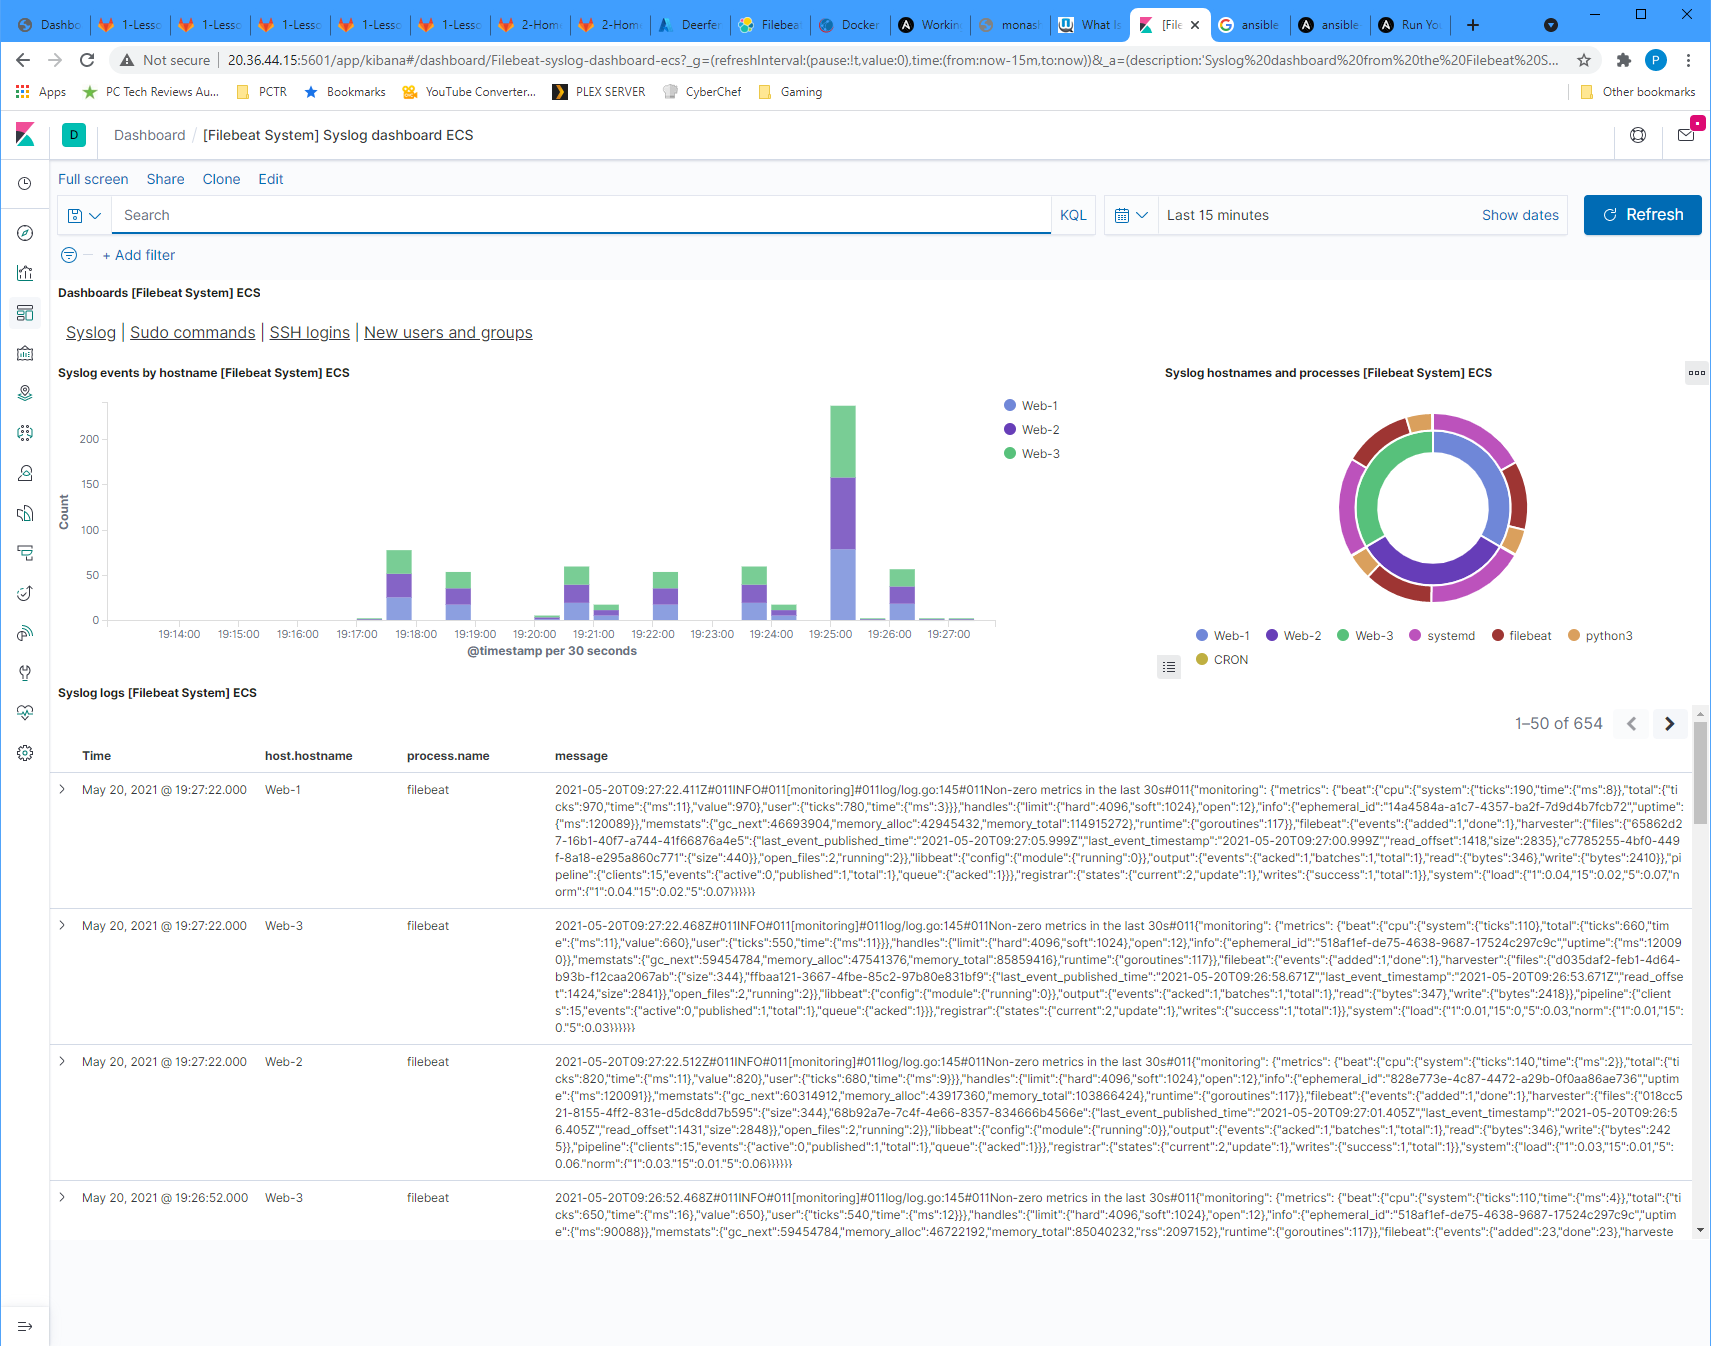 Dashbo
1-Lesso
1-Lesso
1-Lesso
1-Lesso
1-Lesso
2-Hom
2-Hom
Deerfer
Filebea
Docker
Workin
monash
What Is
[File
ansible
ansible
Run You
Not secure
20.36.44.15:5601/app/kibana#/dashboard/Filebeat-syslog-dashboard-ecs?_g=(refreshInterval:(pause:!t,value:0),time:(from:now-15m,to:now))&_a=(description:'Syslog%20dashboard%20from%20the%20Filebeat%20S...
P
Apps
PC Tech Reviews Au...
PCTR
Bookmarks
YouTube Converter...
PLEX SERVER
CyberChef
Gaming
Other bookmarks
D
Dashboard / [Filebeat System] Syslog dashboard ECS
Full screen Share Clone Edit
Search
KQL
Last 15 minutes
Show dates
Refresh
+ Add filter
Dashboards [Filebeat System] ECS
Syslog | Sudo commands | SSH logins | New users and groups
Syslog events by hostname [Filebeat System] ECS
Count
200
150
100
50
0
19:14:00 19:15:00 19:16:00 19:17:00 19:18:00 19:19:00 19:20:00 19:21:00 19:22:00 19:23:00 19:24:00 19:25:00 19:26:00 19:27:00
@timestamp per 30 seconds
Web-1
Web-2
Web-3
Syslog hostnames and processes [Filebeat System] ECS
Web-1 Web-2 Web-3 systemd filebeat python3
CRON
Syslog logs [Filebeat System] ECS
1–50 of 654
Time host.hostname process.name message
May 20, 2021 @ 19:27:22.000 Web-1 filebeat
2021-05-20T09:27:22.411Z#011INFO#011[monitoring]#011log/log.go:145#011Non-zero metrics in the last 30s#011{"monitoring": {"metrics": {"beat":{"cpu":{"system":{"ticks":190,"time":{"ms":8}},"total":{"ti
cks":970,"time":{"ms":11},"value":970},"user":{"ticks":780,"time":{"ms":3}}},"handles":{"limit":{"hard":4096,"soft":1024},"open":12},"info":{"ephemeral_id":"14a4584a-a1c7-4357-ba2f-7d9d4b7fcb72","uptime":
{"ms":120089}},"memstats":{"gc_next":46693904,"memory_alloc":42945432,"memory_total":114915272},"runtime":{"goroutines":117}},"filebeat":{"events":{"added":1,"done":1},"harvester":{"files":{"65862d2
7-16b1-40f7-a744-41f66876a4e5":{"last_event_published_time":"2021-05-20T09:27:05.999Z","last_event_timestamp":"2021-05-20T09:27:00.999Z","read_offset":1418,"size":2835},"c7785255-4bf0-449
f-8a18-e295a860c771":{"size":440}},"open_files":2,"running":2}},"libbeat":{"config":{"module":{"running":0}},"output":{"events":{"acked":1,"batches":1,"total":1},"read":{"bytes":346},"write":{"bytes":2410}},"pi
peline":{"clients":15,"events":{"active":0,"published":1,"total":1},"queue":{"acked":1}}},"registrar":{"states":{"current":2,"update":1},"writes":{"success":1,"total":1}},"system":{"load":{"1":0.04,"15":0.02,"5":0.07,"n
orm":{"1":0.04,"15":0.02,"5":0.07}}}}}}
May 20, 2021 @ 19:27:22.000 Web-3 filebeat
2021-05-20T09:27:22.468Z#011INFO#011[monitoring]#011log/log.go:145#011Non-zero metrics in the last 30s#011{"monitoring": {"metrics": {"beat":{"cpu":{"system":{"ticks":110},"total":{"ticks":660,"tim
e":{"ms":11},"value":660},"user":{"ticks":550,"time":{"ms":11}}},"handles":{"limit":{"hard":4096,"soft":1024},"open":12},"info":{"ephemeral_id":"518af1ef-de75-4638-9687-17524c297c9c","uptime":{"ms":12009
0}},"memstats":{"gc_next":59454784,"memory_alloc":47541376,"memory_total":85859416},"runtime":{"goroutines":117}},"filebeat":{"events":{"added":1,"done":1},"harvester":{"files":{"d035daf2-feb1-4d64-
b93b-f12caa2067ab":{"size":344},"ffbaa121-3667-4fbe-85c2-97b80e831bf9":{"last_event_published_time":"2021-05-20T09:26:58.671Z","last_event_timestamp":"2021-05-20T09:26:53.671Z","read_offse
t":1424,"size":2841}},"open_files":2,"running":2}},"libbeat":{"config":{"module":{"running":0}},"output":{"events":{"acked":1,"batches":1,"total":1},"read":{"bytes":347},"write":{"bytes":2418}},"pipeline":{"client
s":15,"events":{"active":0,"published":1,"total":1},"queue":{"acked":1}}},"registrar":{"states":{"current":2,"update":1},"writes":{"success":1,"total":1}},"system":{"load":{"1":0.01,"15":0,"5":0.03,"norm":{"1":0.01,"15":
0,"5":0.03}}}}}}
May 20, 2021 @ 19:27:22.000 Web-2 filebeat
2021-05-20T09:27:22.512Z#011INFO#011[monitoring]#011log/log.go:145#011Non-zero metrics in the last 30s#011{"monitoring": {"metrics": {"beat":{"cpu":{"system":{"ticks":140,"time":{"ms":2}},"total":{"ti
cks":820,"time":{"ms":11},"value":820},"user":{"ticks":680,"time":{"ms":9}}},"handles":{"limit":{"hard":4096,"soft":1024},"open":12},"info":{"ephemeral_id":"828e773e-4c87-4472-a29b-0f0aa86ae736","uptime
":{"ms":120091}},"memstats":{"gc_next":60314912,"memory_alloc":43917360,"memory_total":103866424},"runtime":{"goroutines":117}},"filebeat":{"events":{"added":1,"done":1},"harvester":{"files":{"018cc5
21-8155-4ff2-831e-d5dc8dd7b595":{"size":344},"68b92a7e-7c4f-4e66-8357-834666b4566e":{"last_event_published_time":"2021-05-20T09:27:01.405Z","last_event_timestamp":"2021-05-20T09:26:5
6.405Z","read_offset":1431,"size":2848}},"open_files":2,"running":2}},"libbeat":{"config":{"module":{"running":0}},"output":{"events":{"acked":1,"batches":1,"total":1},"read":{"bytes":346},"write":{"bytes":242
5}},"pipeline":{"clients":15,"events":{"active":0,"published":1,"total":1},"queue":{"acked":1}}},"registrar":{"states":{"current":2,"update":1},"writes":{"success":1,"total":1}},"system":{"load":{"1":0.03,"15":0.01,"5":
0.06,"norm":{"1":0.03,"15":0.01,"5":0.06}}}}}}
May 20, 2021 @ 19:26:52.000 Web-3 filebeat
2021-05-20T09:26:52.468Z#011INFO#011[monitoring]#011log/log.go:145#011Non-zero metrics in the last 30s#011{"monitoring": {"metrics": {"beat":{"cpu":{"system":{"ticks":110,"time":{"ms":4}},"total":{"ti
cks":650,"time":{"ms":16},"value":650},"user":{"ticks":540,"time":{"ms":12}}},"handles":{"limit":{"hard":4096,"soft":1024},"open":12},"info":{"ephemeral_id":"518af1ef-de75-4638-9687-17524c297c9c","uptim
e":{"ms":90088}},"memstats":{"gc_next":59454784,"memory_alloc":46722192,"memory_total":85040232,"rss":2097152},"runtime":{"goroutines":117}},"filebeat":{"events":{"added":23,"done":23},"harveste